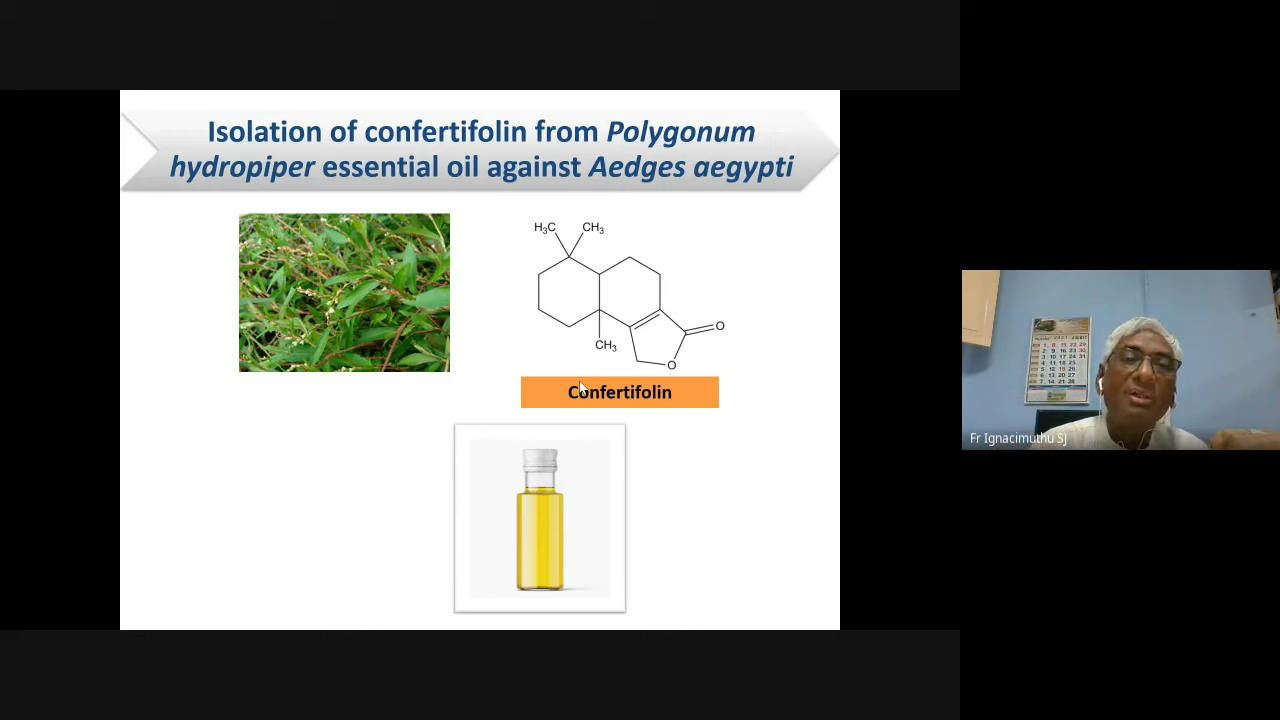 Isolation of confertifolin from Polygonum
hydropiper essential oil against Aedges aegypti
H₃C CH₃
CH₃
O
O
Confertifolin
Fr Ignacimuthu SJ